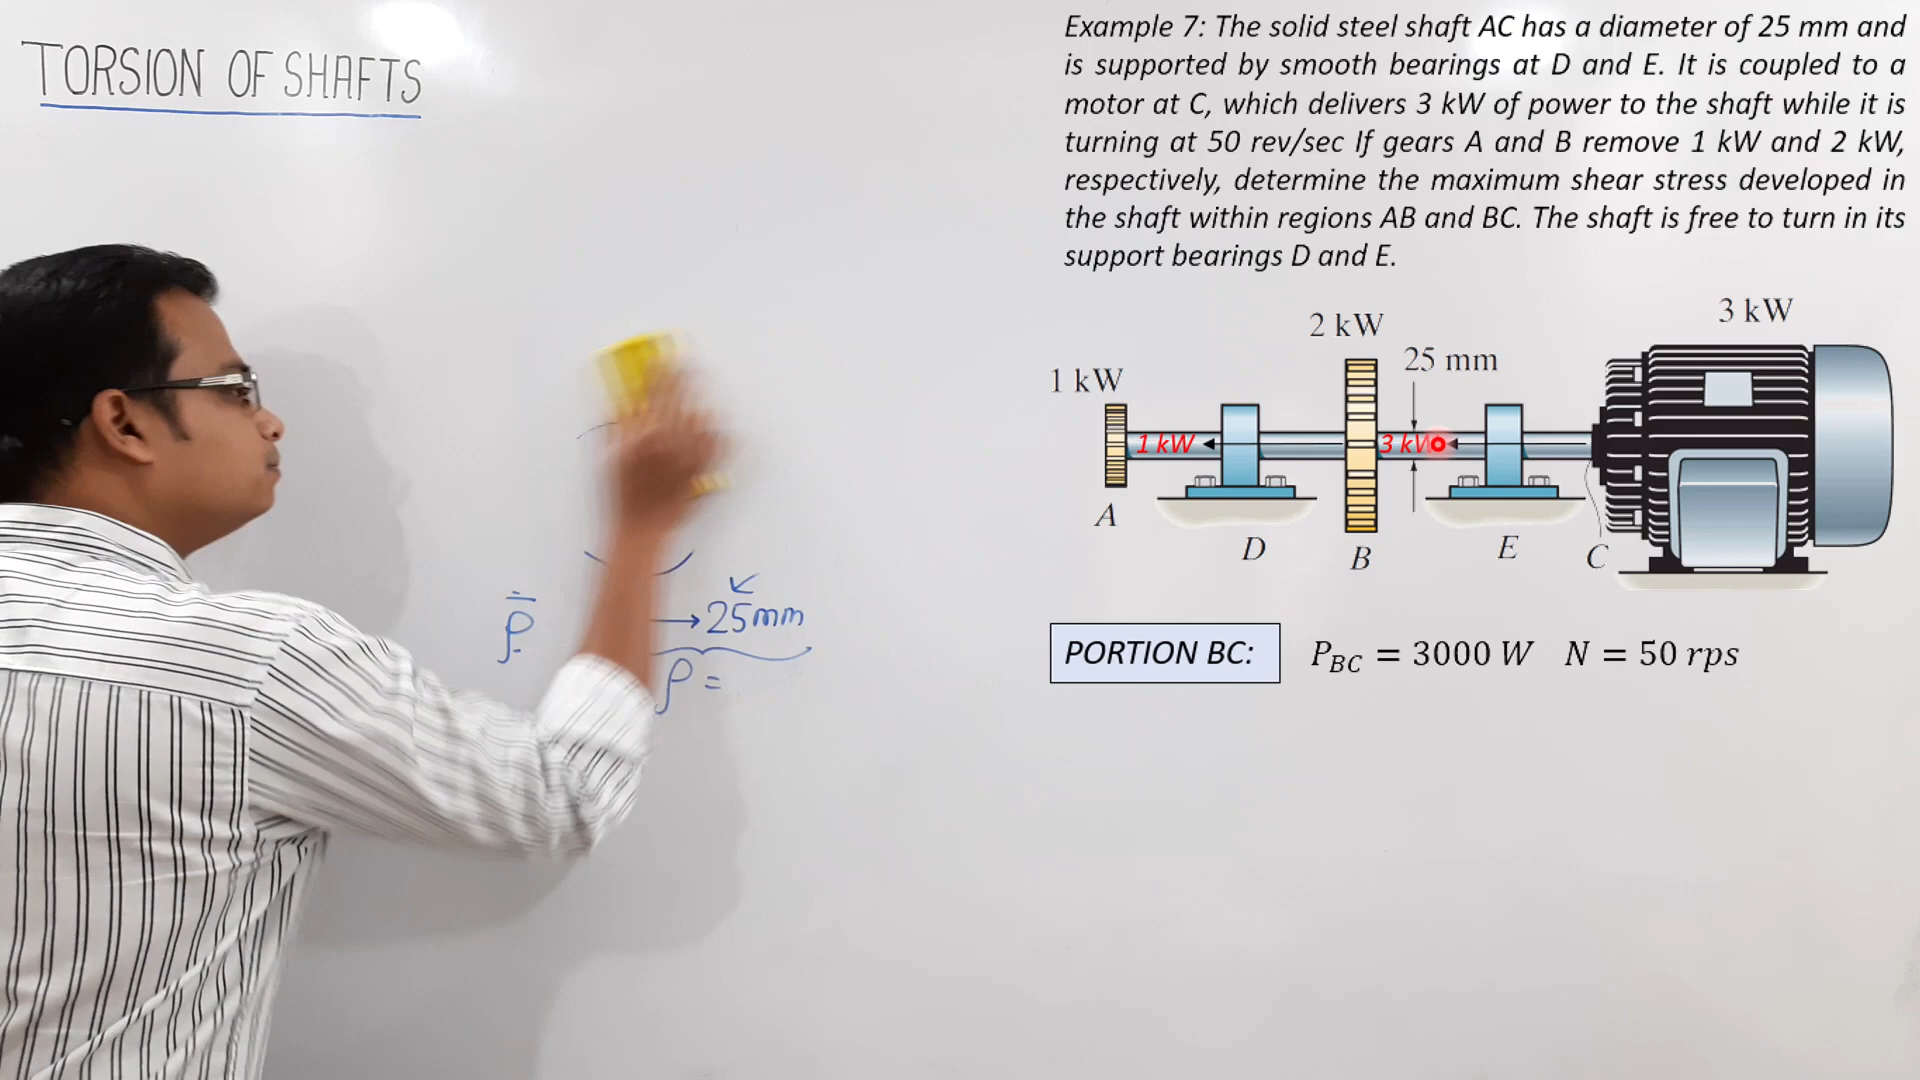 TORSION OF SHAFTS
Example 7: The solid steel shaft AC has a diameter of 25 mm and
is supported by smooth bearings at D and E. It is coupled to a
motor at C, which delivers 3 kW of power to the shaft while it is
turning at 50 rev/sec If gears A and B remove 1 kW and 2 kW,
respectively, determine the maximum shear stress developed in
the shaft within regions AB and BC. The shaft is free to turn in its
support bearings D and E.
3 kW
2 kW
25 mm
1 kW
1 kW
3 kW
A
D
B
E
C
25mm
ρ
ρ =
PORTION BC: P_BC = 3000 W N = 50 rps